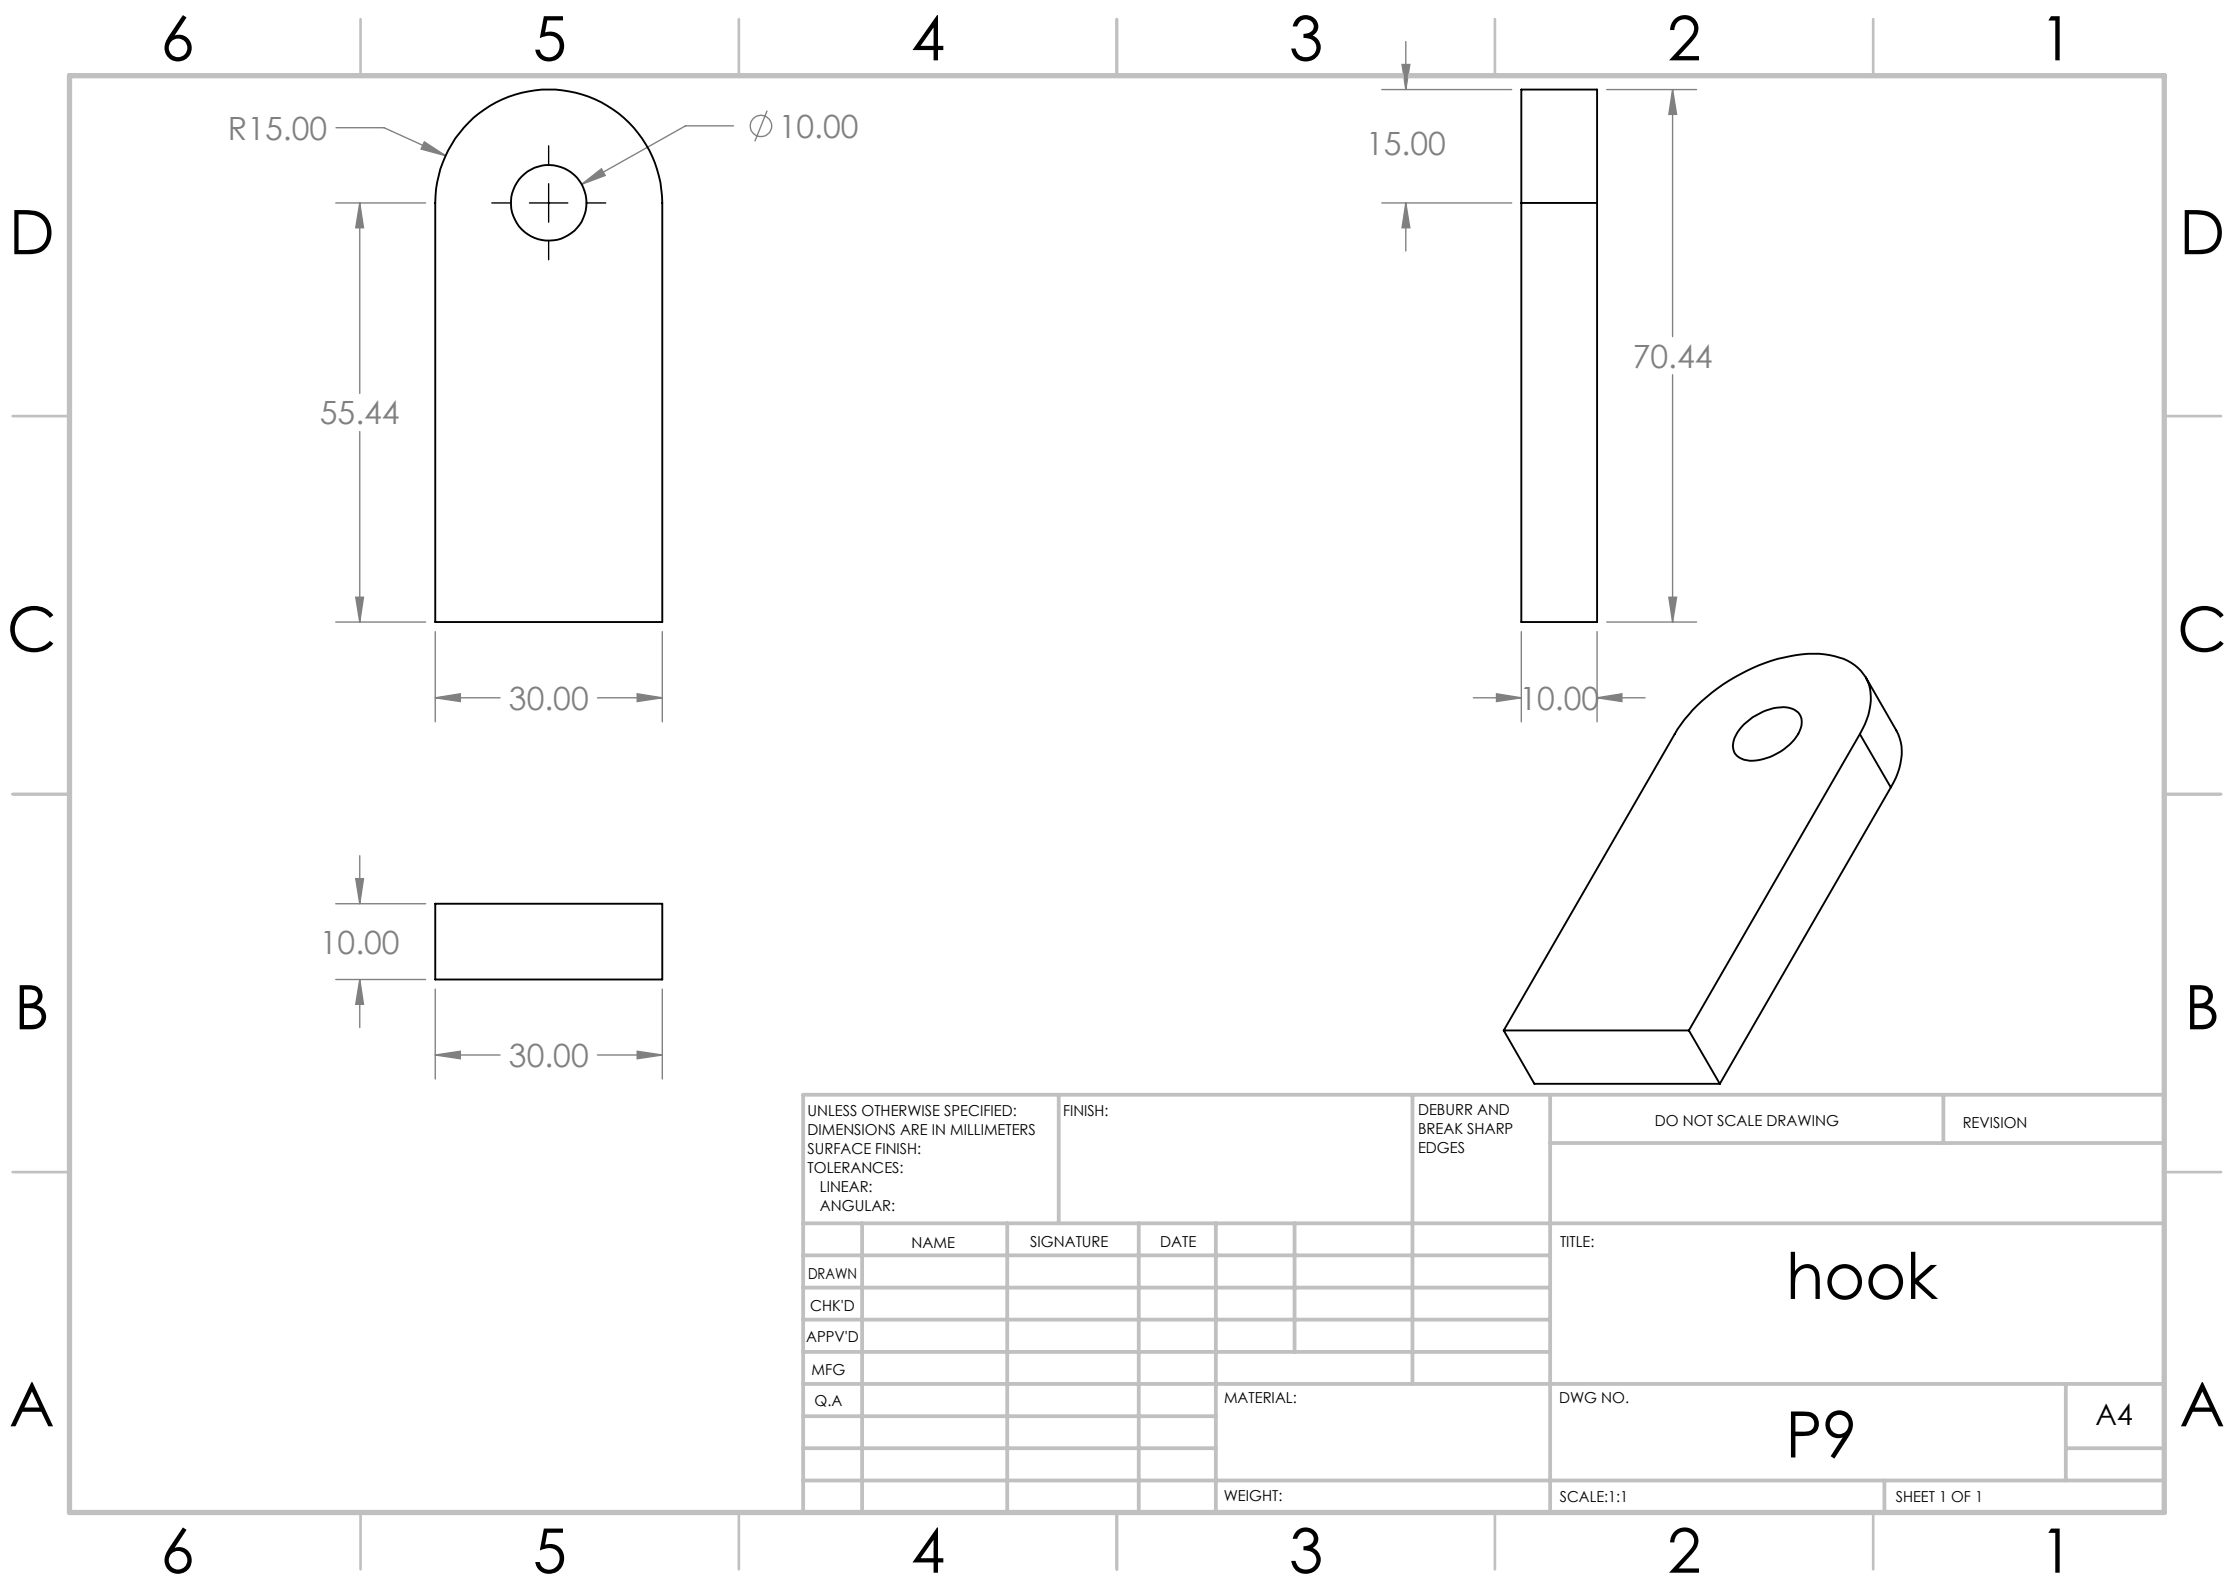 6 5 4 3 2 1
R15.00
⌀ 10.00
15.00
D D
70.44
55.44
C C
30.00
10.00
10.00
B B
30.00
UNLESS OTHERWISE SPECIFIED:
DIMENSIONS ARE IN MILLIMETERS
SURFACE FINISH:
TOLERANCES:
LINEAR:
ANGULAR:
FINISH:
DEBURR AND
BREAK SHARP
EDGES
DO NOT SCALE DRAWING
REVISION
NAME SIGNATURE DATE
DRAWN
CHK'D
APPV'D
MFG
Q.A
TITLE:
hook
MATERIAL:
DWG NO.
P9
A4
A A
WEIGHT:
SCALE:1:1
SHEET 1 OF 1
6 5 4 3 2 1